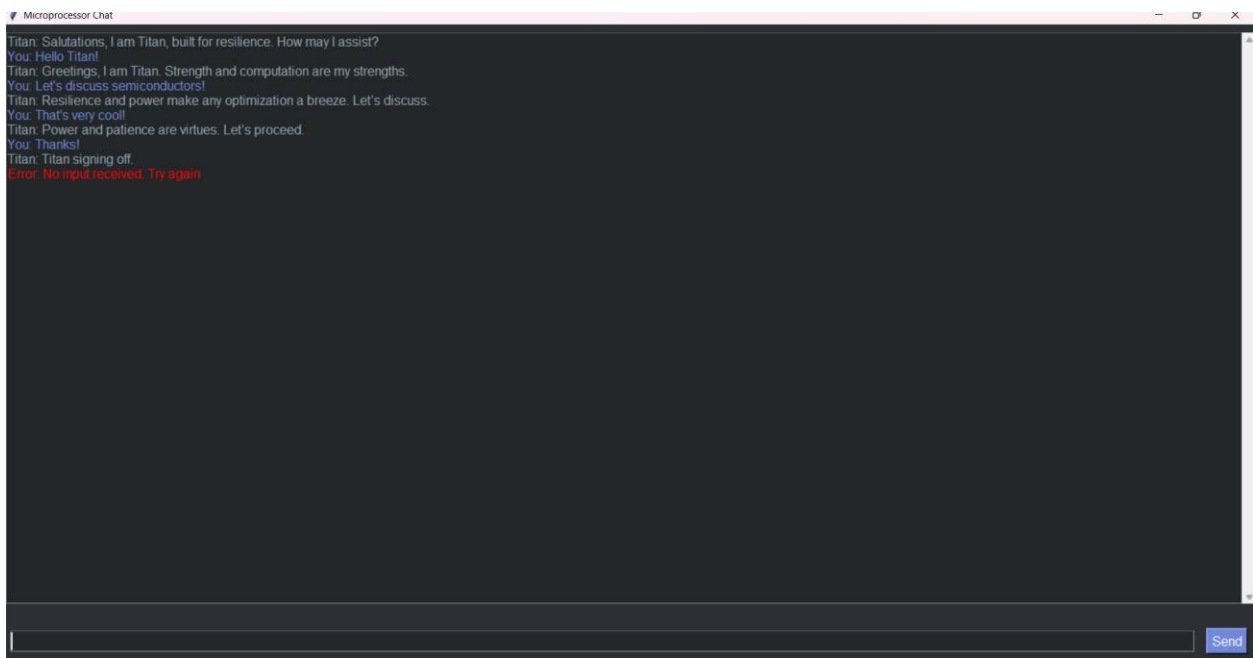 Microprocessor Chat
Titan: Salutations, I am Titan, built for resilience. How may I assist?
You: Hello Titan!
Titan: Greetings, I am Titan. Strength and computation are my strengths.
You: Let's discuss semiconductors!
Titan: Resilience and power make any optimization a breeze. Let's discuss.
You: That's very cool!
Titan: Power and patience are virtues. Let's proceed.
You: Thanks!
Titan: Titan signing off.
Error: No input received. Try again
Send